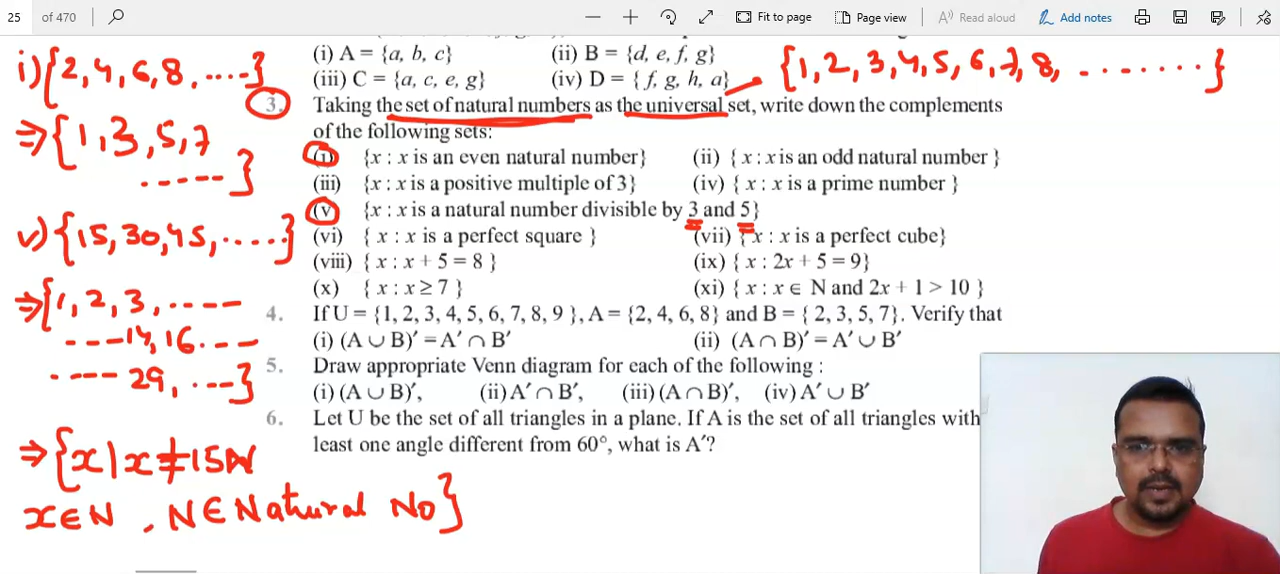 25 of 470
Fit to page
Page view
Read aloud
Add notes
(i) A = {a, b, c} (ii) B = {d, e, f, g}
(iii) C = {a, c, e, g} (iv) D = { f, g, h, a}
3. Taking the set of natural numbers as the universal set, write down the complements
of the following sets:
(i) {x : x is an even natural number} (ii) { x : x is an odd natural number }
(iii) {x : x is a positive multiple of 3} (iv) { x : x is a prime number }
(v) {x : x is a natural number divisible by 3 and 5}
(vi) { x : x is a perfect square } (vii) { x : x is a perfect cube}
(viii) { x : x + 5 = 8 } (ix) { x : 2x + 5 = 9}
(x) { x : x ≥ 7 } (xi) { x : x ∈ N and 2x + 1 > 10 }
4. If U = {1, 2, 3, 4, 5, 6, 7, 8, 9 }, A = {2, 4, 6, 8} and B = { 2, 3, 5, 7}. Verify that
(i) (A ∪ B)′ = A′ ∩ B′ (ii) (A ∩ B)′ = A′ ∪ B′
5. Draw appropriate Venn diagram for each of the following :
(i) (A ∪ B)′, (ii) A′ ∩ B′, (iii) (A ∩ B)′, (iv) A′ ∪ B′
6. Let U be the set of all triangles in a plane. If A is the set of all triangles with
least one angle different from 60°, what is A′?
{1, 2, 3, 4, 5, 6, 7, 8, ........}
i) {2, 4, 6, 8, .....}
⇒ {1, 3, 5, 7
.....}
v) {15, 30, 45, .....}
⇒ {1, 2, 3, ----
---14, 16 ---
---- 29, ---}
⇒ {x | x ≠ 15N
x ∈ N , N ∈ Natural No}